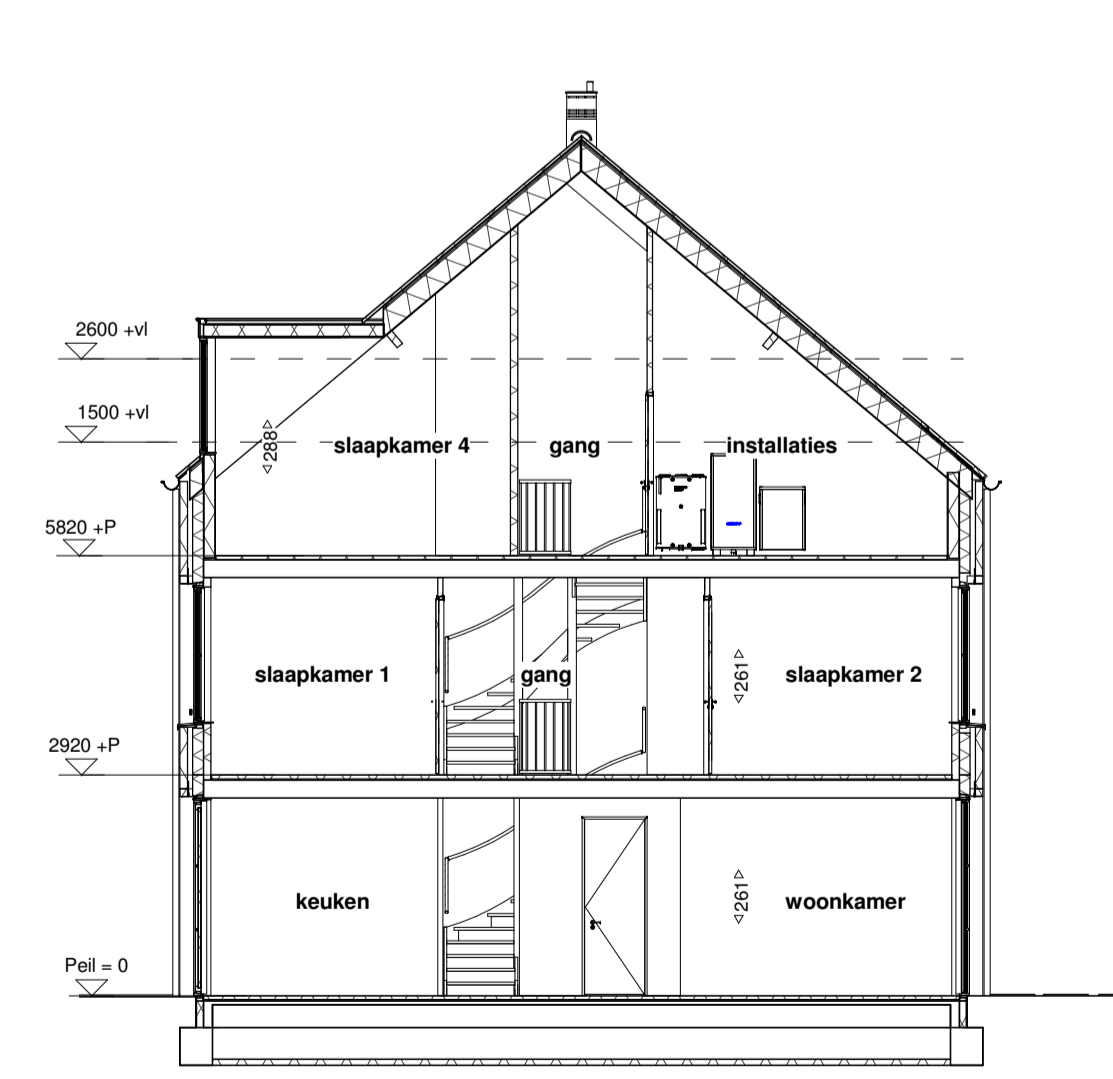 2600 +vl
1500 +vl
288
slaapkamer 4
gang
installaties
5820 +P
slaapkamer 1
gang
261
slaapkamer 2
2920 +P
keuken
261
woonkamer
Peil = 0